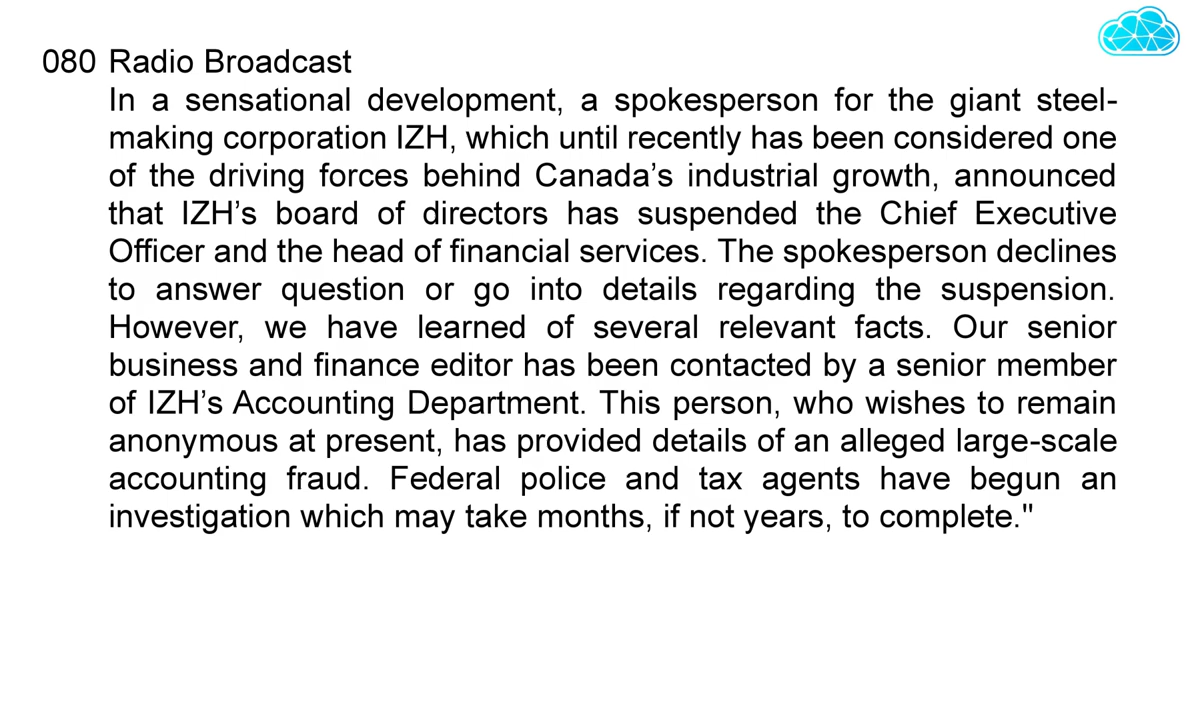 080 Radio Broadcast
In a sensational development, a spokesperson for the giant steel-
making corporation IZH, which until recently has been considered one
of the driving forces behind Canada’s industrial growth, announced
that IZH’s board of directors has suspended the Chief Executive
Officer and the head of financial services. The spokesperson declines
to answer question or go into details regarding the suspension.
However, we have learned of several relevant facts. Our senior
business and finance editor has been contacted by a senior member
of IZH’s Accounting Department. This person, who wishes to remain
anonymous at present, has provided details of an alleged large-scale
accounting fraud. Federal police and tax agents have begun an
investigation which may take months, if not years, to complete."